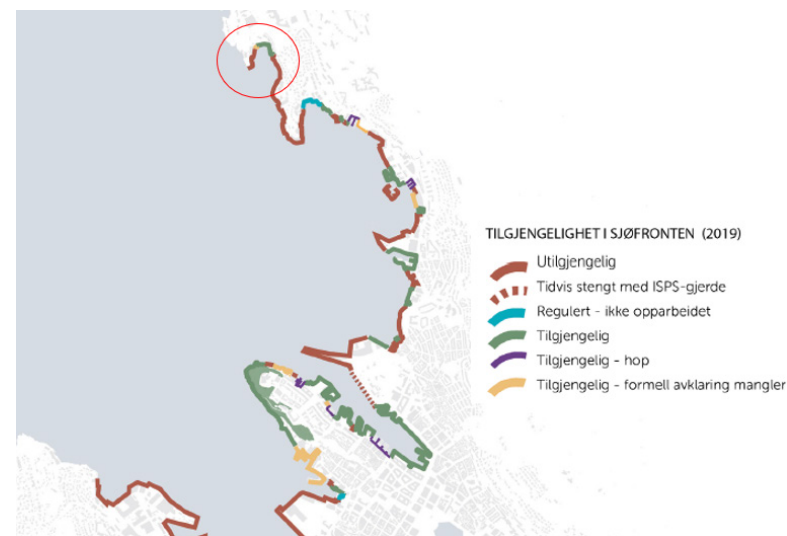 TILGJENGELIGHET I SJØFRONTEN (2019)
Utilgjengelig
Tidvis stengt med ISPS-gjerde
Regulert - ikke opparbeidet
Tilgjengelig
Tilgjengelig - hop
Tilgjengelig - formell avklaring mangler